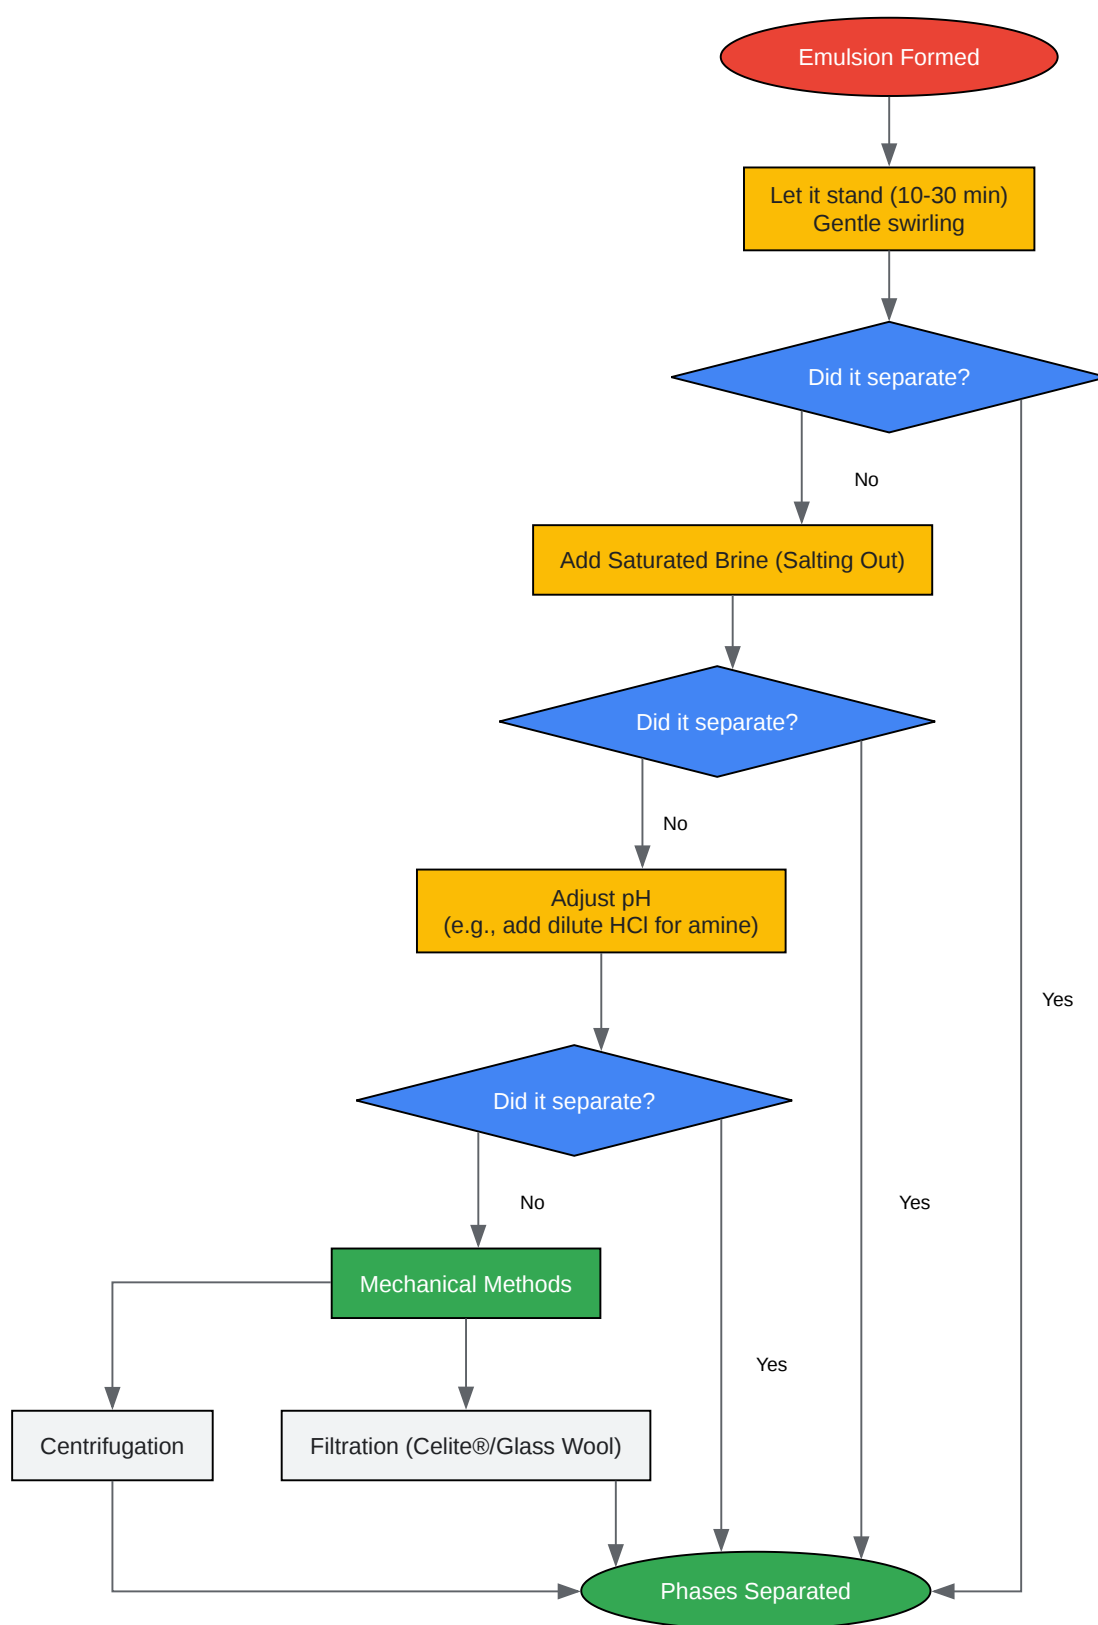 Emulsion Formed
Let it stand (10-30 min)
Gentle swirling
Did it separate?
No
Add Saturated Brine (Salting Out)
Did it separate?
No
Adjust pH
(e.g., add dilute HCl for amine)
Yes
Did it separate?
No
Yes
Mechanical Methods
Yes
Centrifugation
Filtration (Celite®/Glass Wool)
Phases Separated